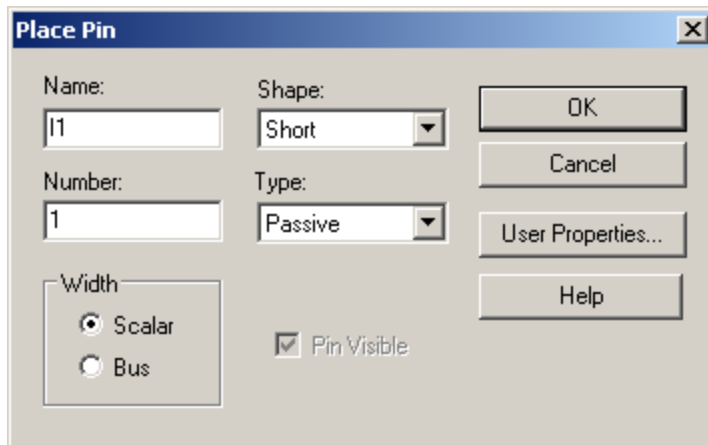 Place Pin
Name:
I1
Shape:
Short
OK
Cancel
Number:
1
Type:
Passive
User Properties...
Help
Width
Scalar
Bus
Pin Visible